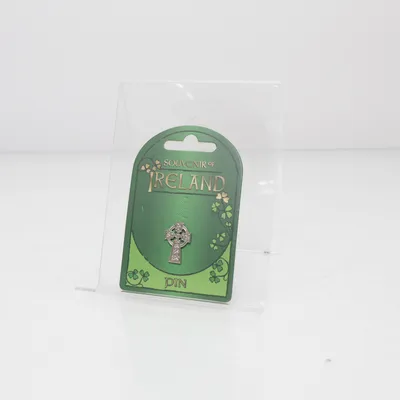 SOUVENIR of
IRELAND
PIN